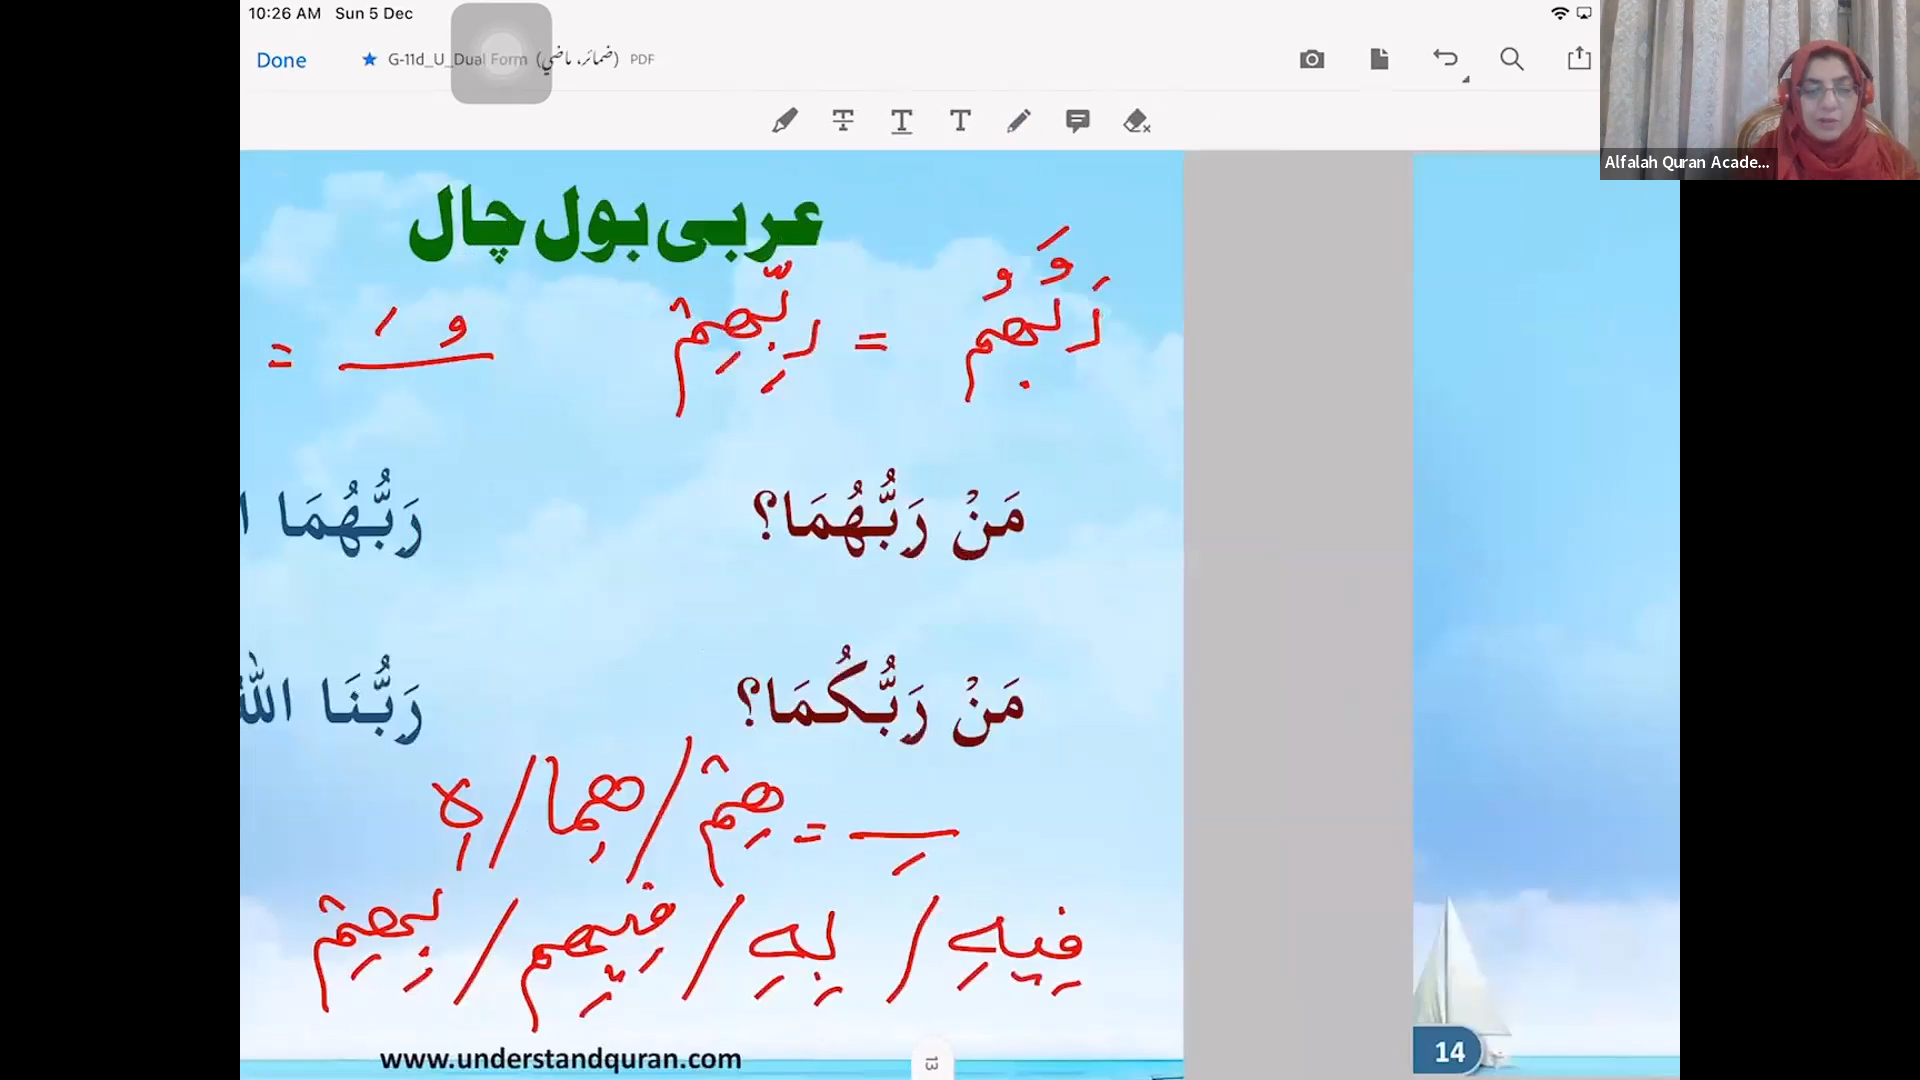 10:26 AM Sun 5 Dec
Done ★ G-11d_U_Dual Form (ضمائر، ماضي) PDF
Alfalah Quran Acade...
عربی بول چال
رَبِّهِمْ =
=
مَنْ رَبُّهُمَا؟ رَبُّهُمَا
مَنْ رَبُّكُمَا؟ رَبُّنَا اللهُ
= هِمْ / هِمَا / هِ
فِيهِ / بِهِ / فِيهِم / بِهِمْ
www.understandquran.com
13
14